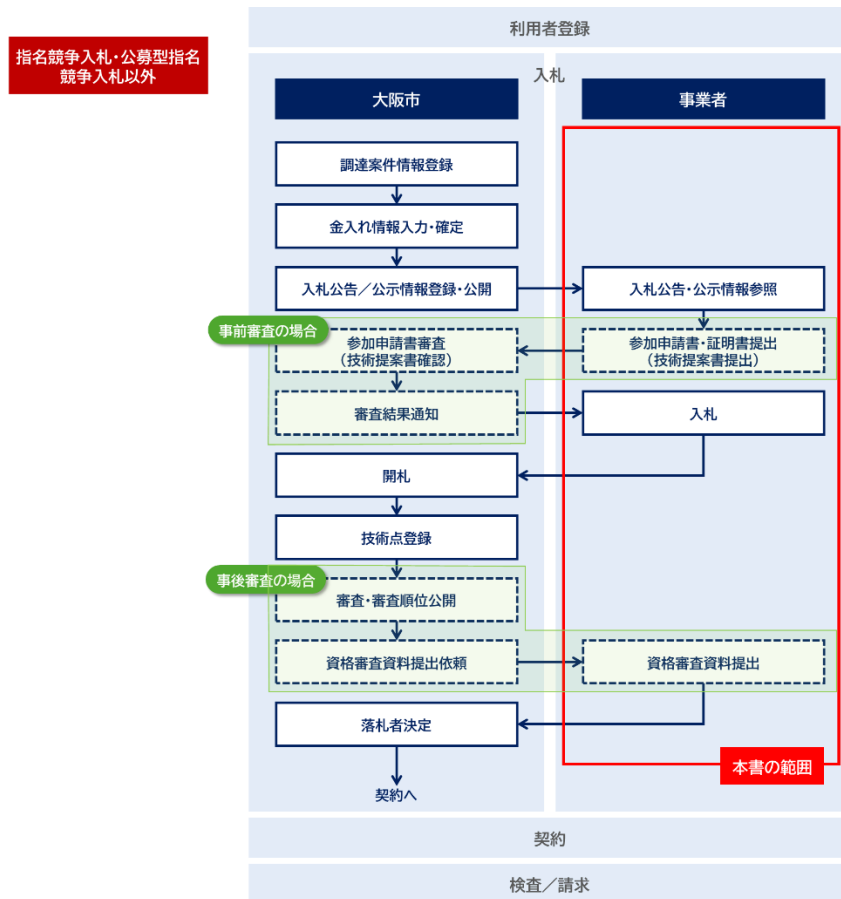 利用者登録
指名競争入札・公募型指名
競争入札以外
入札
大阪市
事業者
調達案件情報登録
金入れ情報入力・確定
入札公告／公示情報登録・公開
入札公告・公示情報参照
事前審査の場合
参加申請書審査
（技術提案書確認）
参加申請書・証明書提出
（技術提案書提出）
審査結果通知
入札
開札
技術点登録
事後審査の場合
審査・審査順位公開
資格審査資料提出依頼
資格審査資料提出
落札者決定
本書の範囲
契約へ
契約
検査／請求